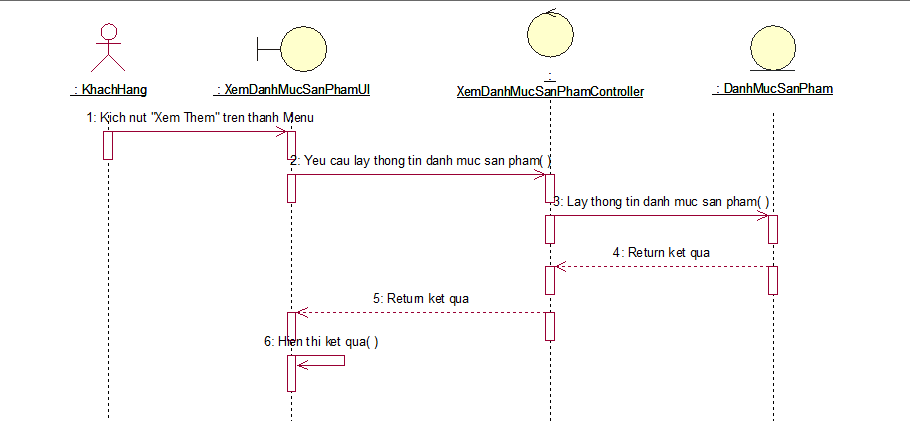 : KhachHang
: XemDanhMucSanPhamUI
:
XemDanhMucSanPhamController
: DanhMucSanPham
1: Kich nut "Xem Them" tren thanh Menu
2: Yeu cau lay thong tin danh muc san pham( )
3: Lay thong tin danh muc san pham( )
4: Return ket qua
5: Return ket qua
6: Hien thi ket qua( )